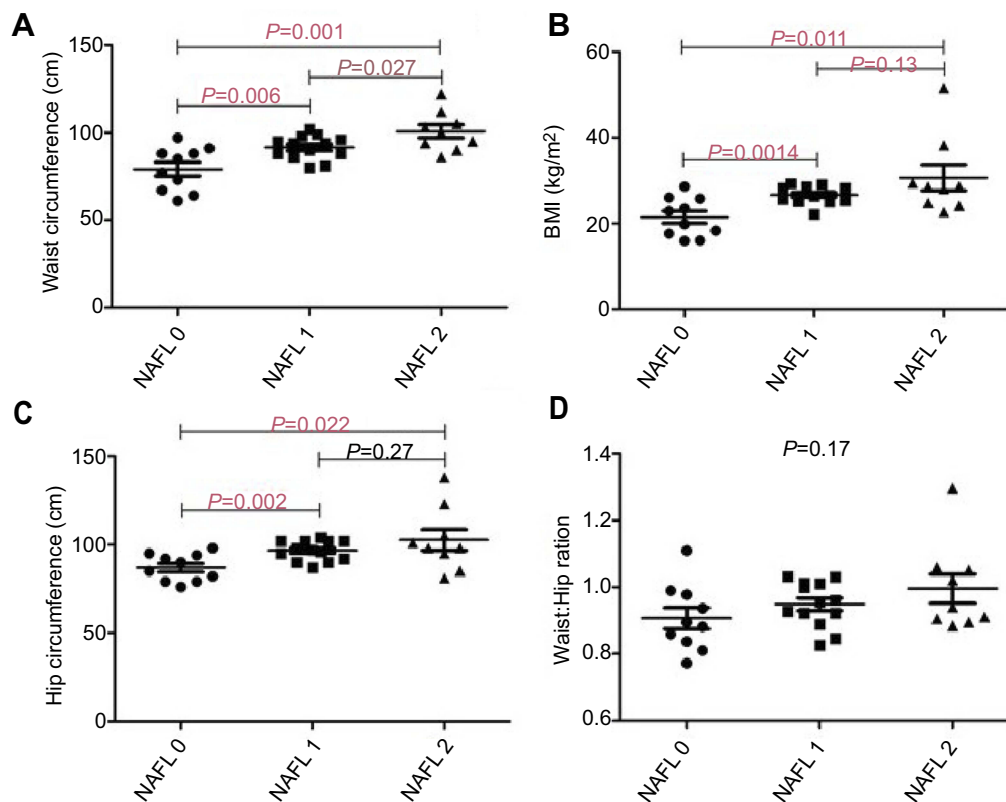 A
P=0.001
P=0.027
P=0.006
Waist circumference (cm)
150
100
50
0
NAFL 0
NAFL 1
NAFL 2
B
P=0.011
P=0.13
P=0.0014
BMI (kg/m²)
60
40
20
0
NAFL 0
NAFL 1
NAFL 2
C
P=0.022
P=0.27
P=0.002
Hip circumference (cm)
150
100
50
0
NAFL 0
NAFL 1
NAFL 2
D
P=0.17
Waist:Hip ration
1.4
1.2
1.0
0.8
0.6
NAFL 0
NAFL 1
NAFL 2